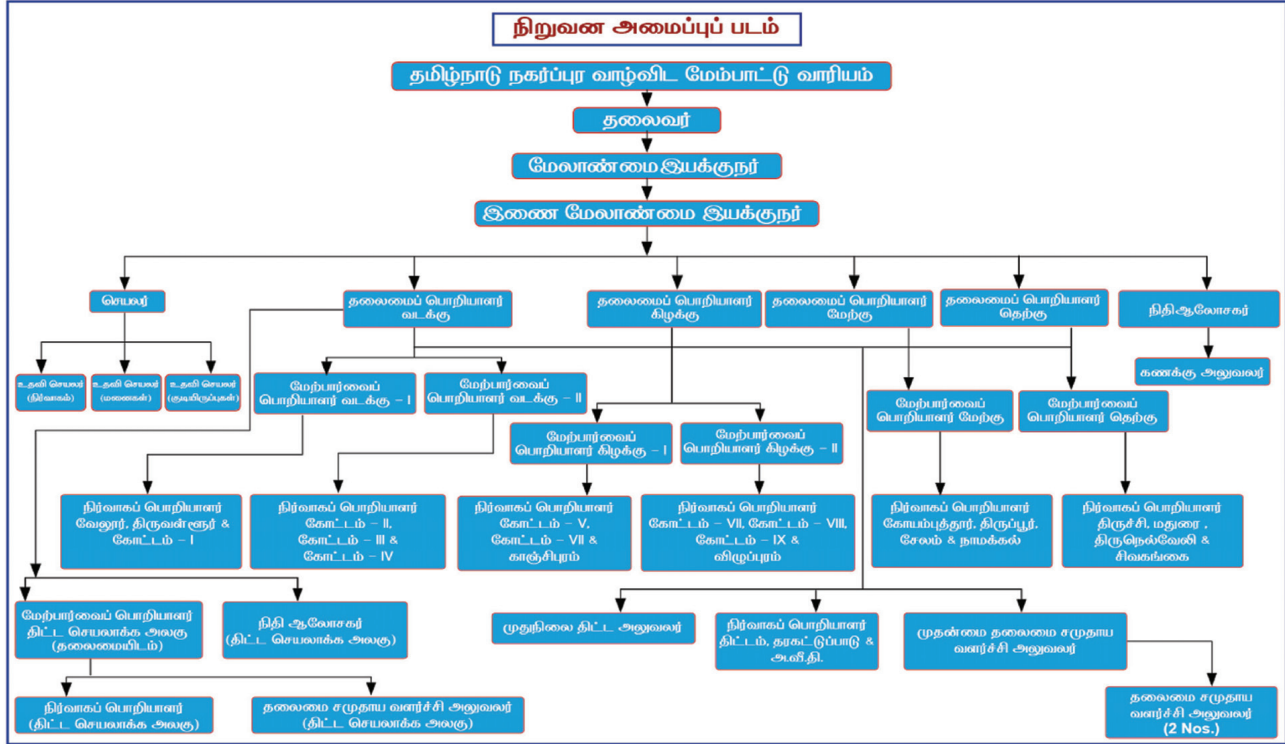 நிறுவன அமைப்புப் படம்
தமிழ்நாடு நகர்ப்புர வாழ்விட மேம்பாட்டு வாரியம்
தலைவர்
மேலாண்மை இயக்குநர்
இணை மேலாண்மை இயக்குநர்
செயலர்
தலைமைப் பொறியாளர்
வடக்கு
தலைமைப் பொறியாளர்
கிழக்கு
தலைமைப் பொறியாளர்
மேற்கு
தலைமைப் பொறியாளர்
தெற்கு
நிதிஆலோசகர்
உதவி செயலர்
(நிர்வாகம்)
உதவி செயலர்
(மனைகள்)
உதவி செயலர்
(குடியிருப்புகள்)
மேற்பார்வைப்
பொறியாளர் வடக்கு – I
மேற்பார்வைப்
பொறியாளர் வடக்கு – II
கணக்கு அலுவலர்
மேற்பார்வைப்
பொறியாளர் மேற்கு
மேற்பார்வைப்
பொறியாளர் தெற்கு
மேற்பார்வைப்
பொறியாளர் கிழக்கு – I
மேற்பார்வைப்
பொறியாளர் கிழக்கு – II
நிர்வாகப் பொறியாளர்
வேலூர், திருவள்ளூர் &
கோட்டம் – I
நிர்வாகப் பொறியாளர்
கோட்டம் – II,
கோட்டம் – III &
கோட்டம் – IV
நிர்வாகப் பொறியாளர்
கோட்டம் – V,
கோட்டம் – VII &
காஞ்சிபுரம்
நிர்வாகப் பொறியாளர்
கோட்டம் – VII, கோட்டம் – VIII,
கோட்டம் – IX &
விழுப்புரம்
நிர்வாகப் பொறியாளர்
கோயம்புத்தூர், திருப்பூர்,
சேலம் & நாமக்கல்
நிர்வாகப் பொறியாளர்
திருச்சி, மதுரை ,
திருநெல்வேலி &
சிவகங்கை
மேற்பார்வைப் பொறியாளர்
திட்ட செயலாக்க அலகு
(தலைமையிடம்)
நிதி ஆலோசகர்
(திட்ட செயலாக்க அலகு)
முதுநிலை திட்ட அலுவலர்
நிர்வாகப் பொறியாளர்
திட்டம், தரகட்டுப்பாடு &
அ.வீ.தி.
முதன்மை தலைமை சமுதாய
வளர்ச்சி அலுவலர்
நிர்வாகப் பொறியாளர்
(திட்ட செயலாக்க அலகு)
தலைமை சமுதாய வளர்ச்சி அலுவலர்
(திட்ட செயலாக்க அலகு)
தலைமை சமுதாய
வளர்ச்சி அலுவலர்
(2 Nos.)